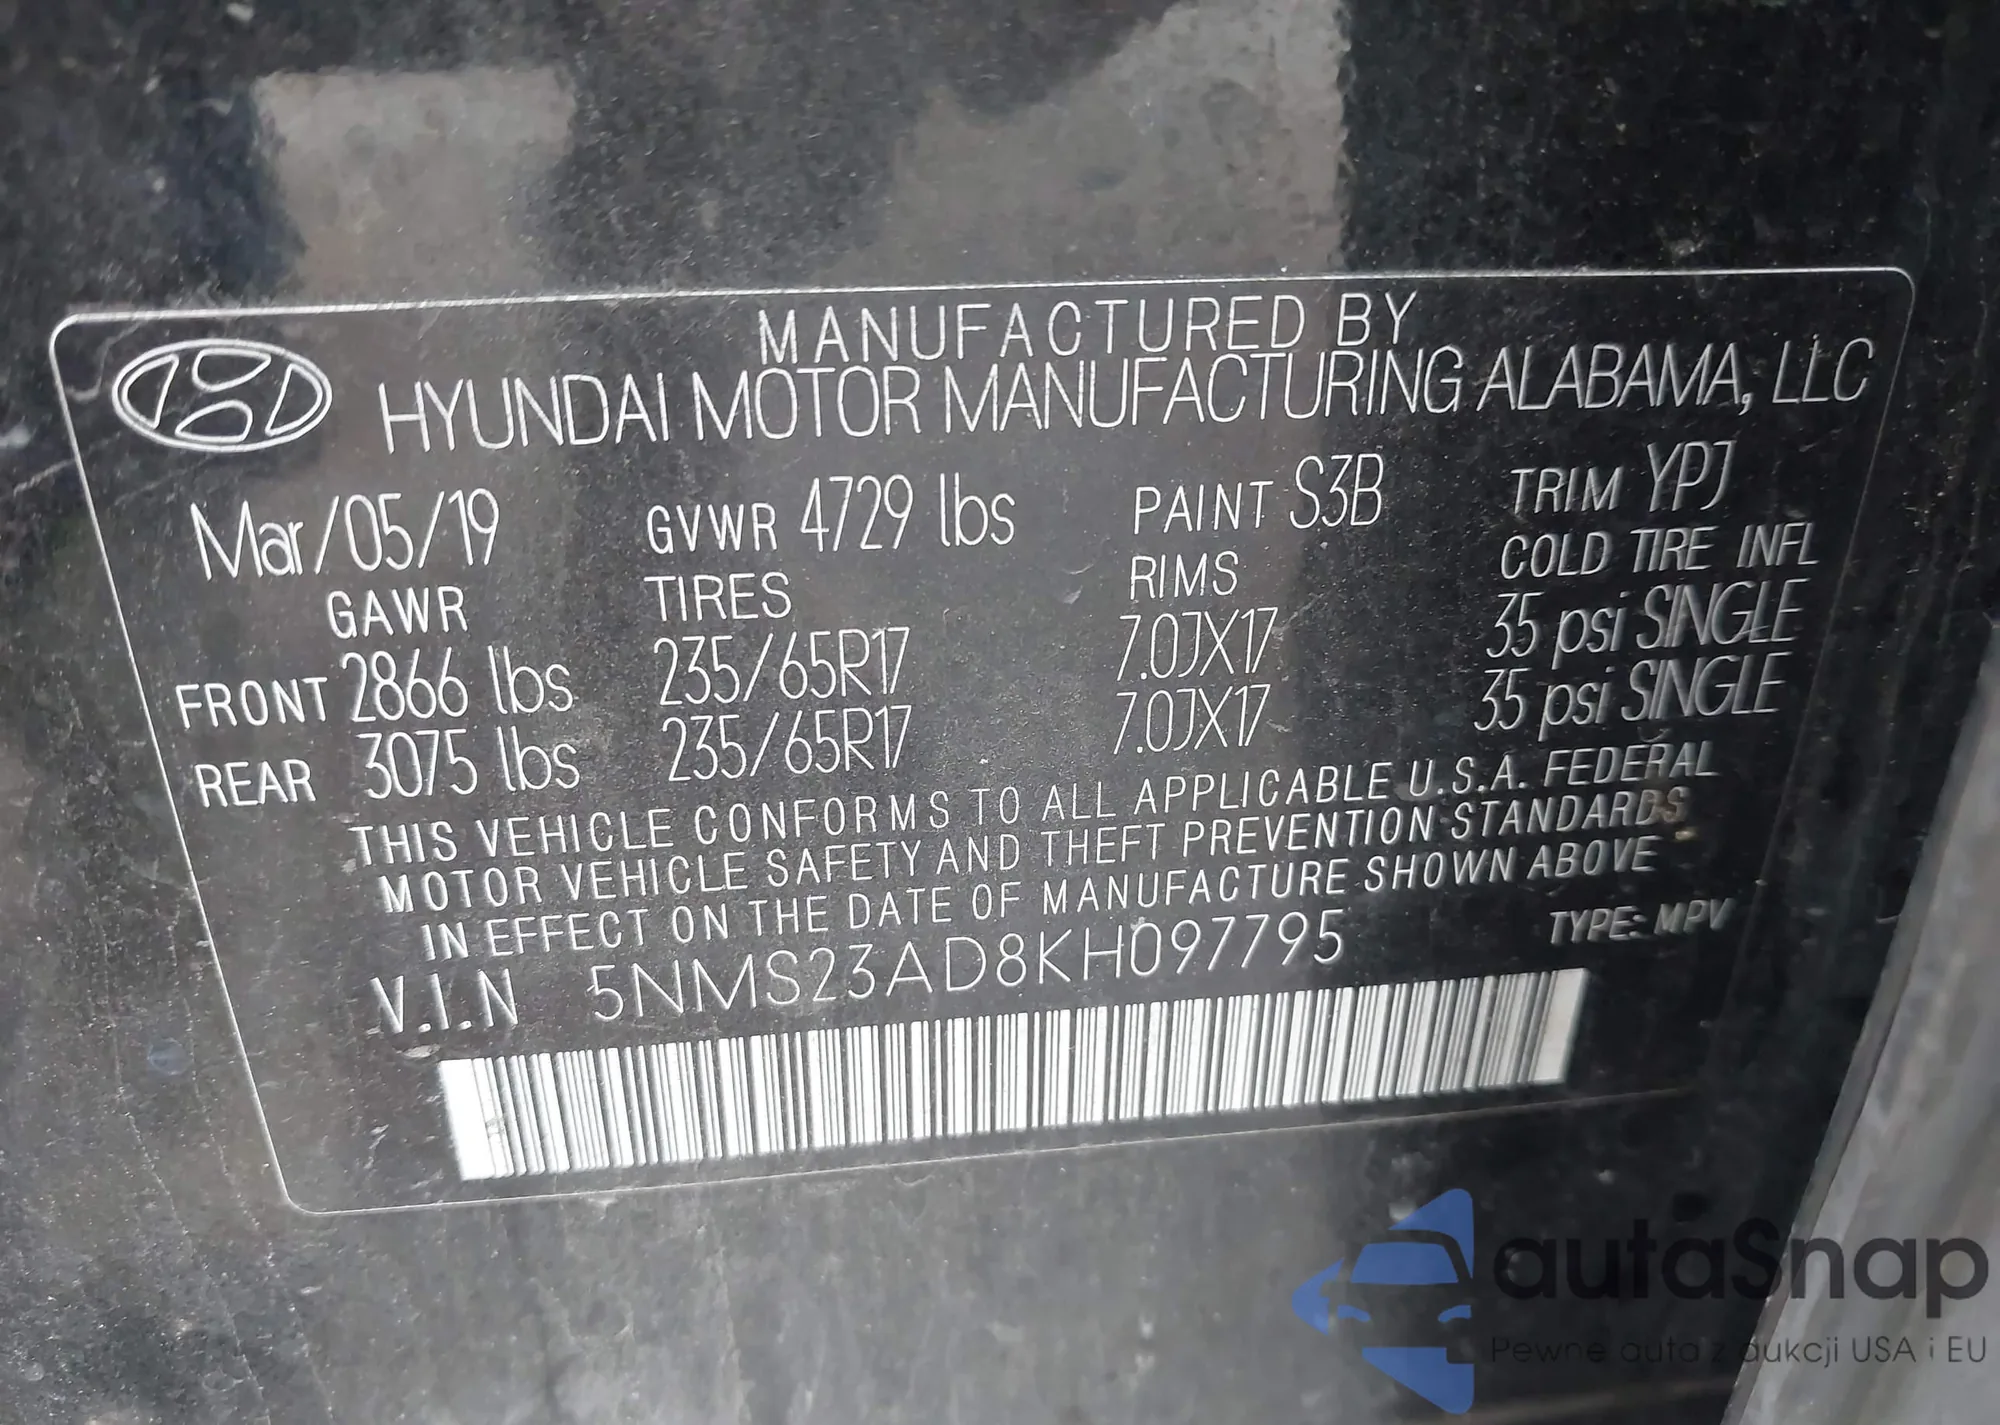 MANUFACTURED BY
HYUNDAI MOTOR MANUFACTURING ALABAMA, LLC
Mar/05/19 GVWR 4729 lbs PAINT S3B TRIM YPJ
GAWR TIRES RIMS COLD TIRE INFL
FRONT 2866 lbs 235/65R17 7.0JX17 35 psi SINGLE
REAR 3075 lbs 235/65R17 7.0JX17 35 psi SINGLE
THIS VEHICLE CONFORMS TO ALL APPLICABLE U.S.A. FEDERAL
MOTOR VEHICLE SAFETY AND THEFT PREVENTION STANDARDS
IN EFFECT ON THE DATE OF MANUFACTURE SHOWN ABOVE
V.I.N 5NMS23AD8KH097795 TYPE: MPV
autaSnap
Pewne auta z aukcji USA i EU